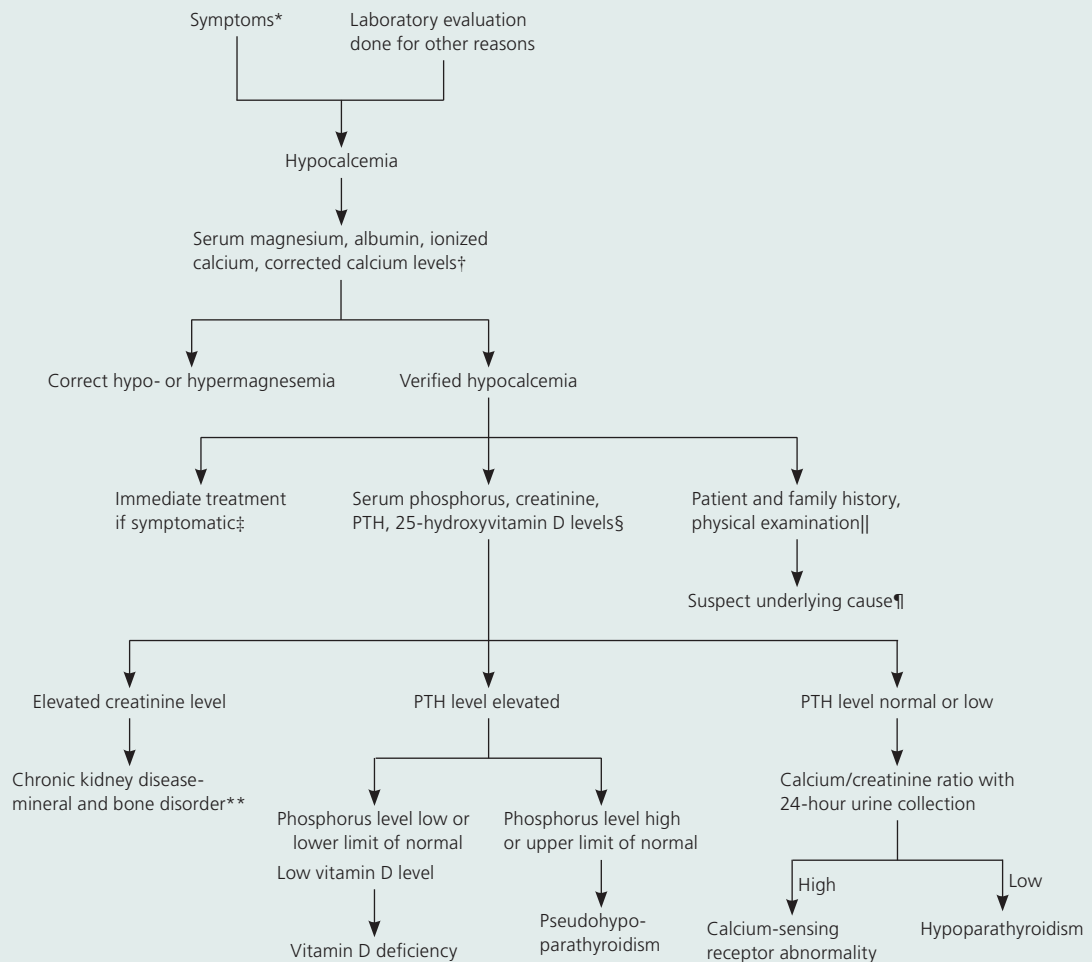 Symptoms*
Laboratory evaluation
done for other reasons
Hypocalcemia
Serum magnesium, albumin, ionized
calcium, corrected calcium levels†
Correct hypo- or hypermagnesemia
Verified hypocalcemia
Immediate treatment
if symptomatic‡
Serum phosphorus, creatinine,
PTH, 25-hydroxyvitamin D levels§
Patient and family history,
physical examination||
Suspect underlying cause¶
Elevated creatinine level
PTH level elevated
PTH level normal or low
Chronic kidney disease-
mineral and bone disorder**
Calcium/creatinine ratio with
24-hour urine collection
Phosphorus level low or
lower limit of normal
Low vitamin D level
Vitamin D deficiency
Phosphorus level high
or upper limit of normal
Pseudohypo-
parathyroidism
High
Calcium-sensing
receptor abnormality
Low
Hypoparathyroidism